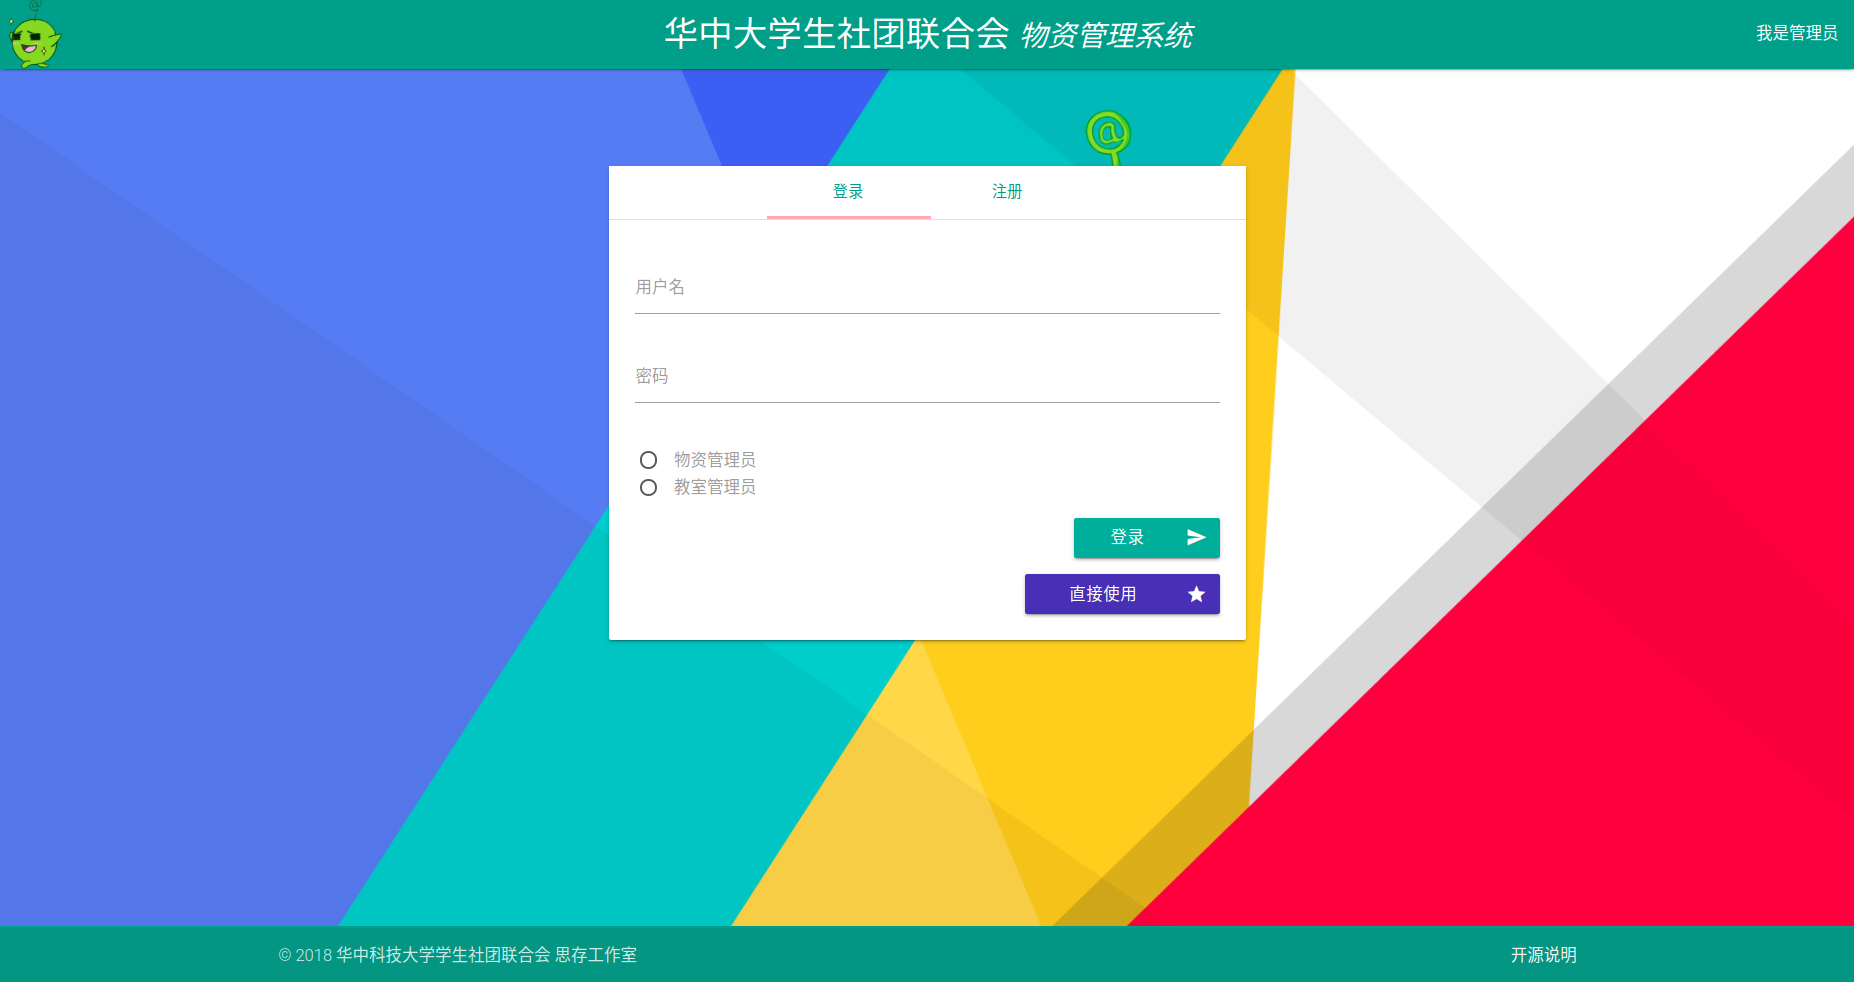 华中大学生社团联合会 物资管理系统
我是管理员
@
@
登录 注册
用户名
密码
物资管理员
教室管理员
登录
直接使用
© 2018 华中科技大学学生社团联合会 思存工作室
开源说明